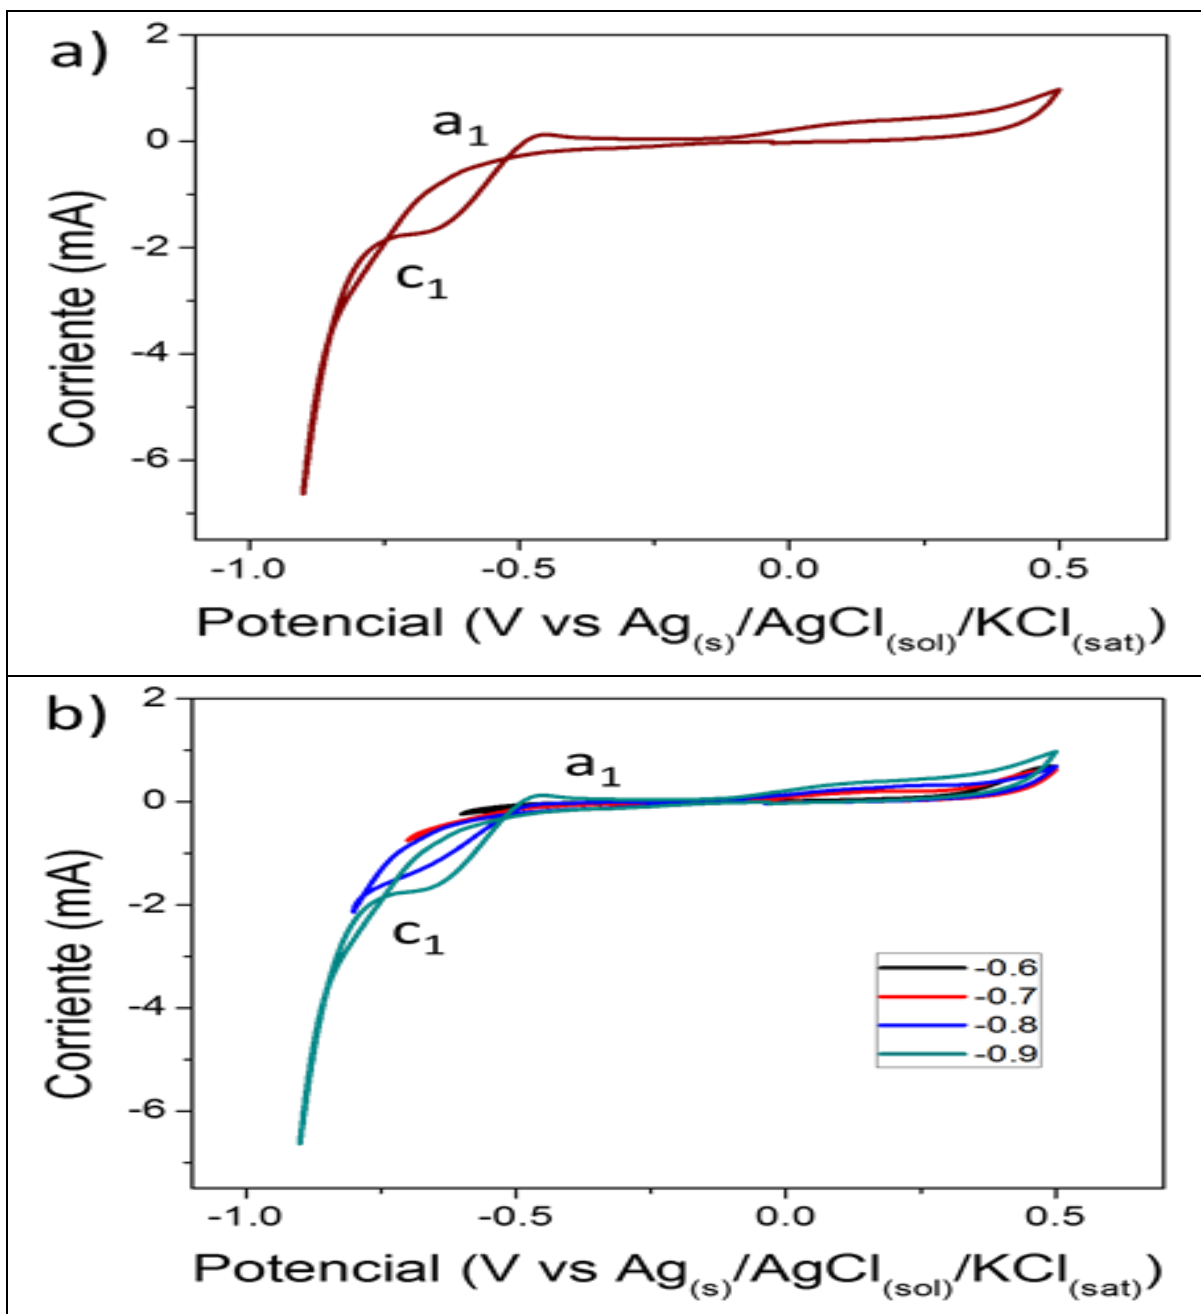 a)
2
0
-2
-4
-6
a₁
c₁
Corriente (mA)
-1.0 -0.5 0.0 0.5
Potencial (V vs Ag(s)/AgCl(sol)/KCl(sat))
b)
2
0
-2
-4
-6
a₁
c₁
-0.6
-0.7
-0.8
-0.9
Corriente (mA)
-1.0 -0.5 0.0 0.5
Potencial (V vs Ag(s)/AgCl(sol)/KCl(sat))